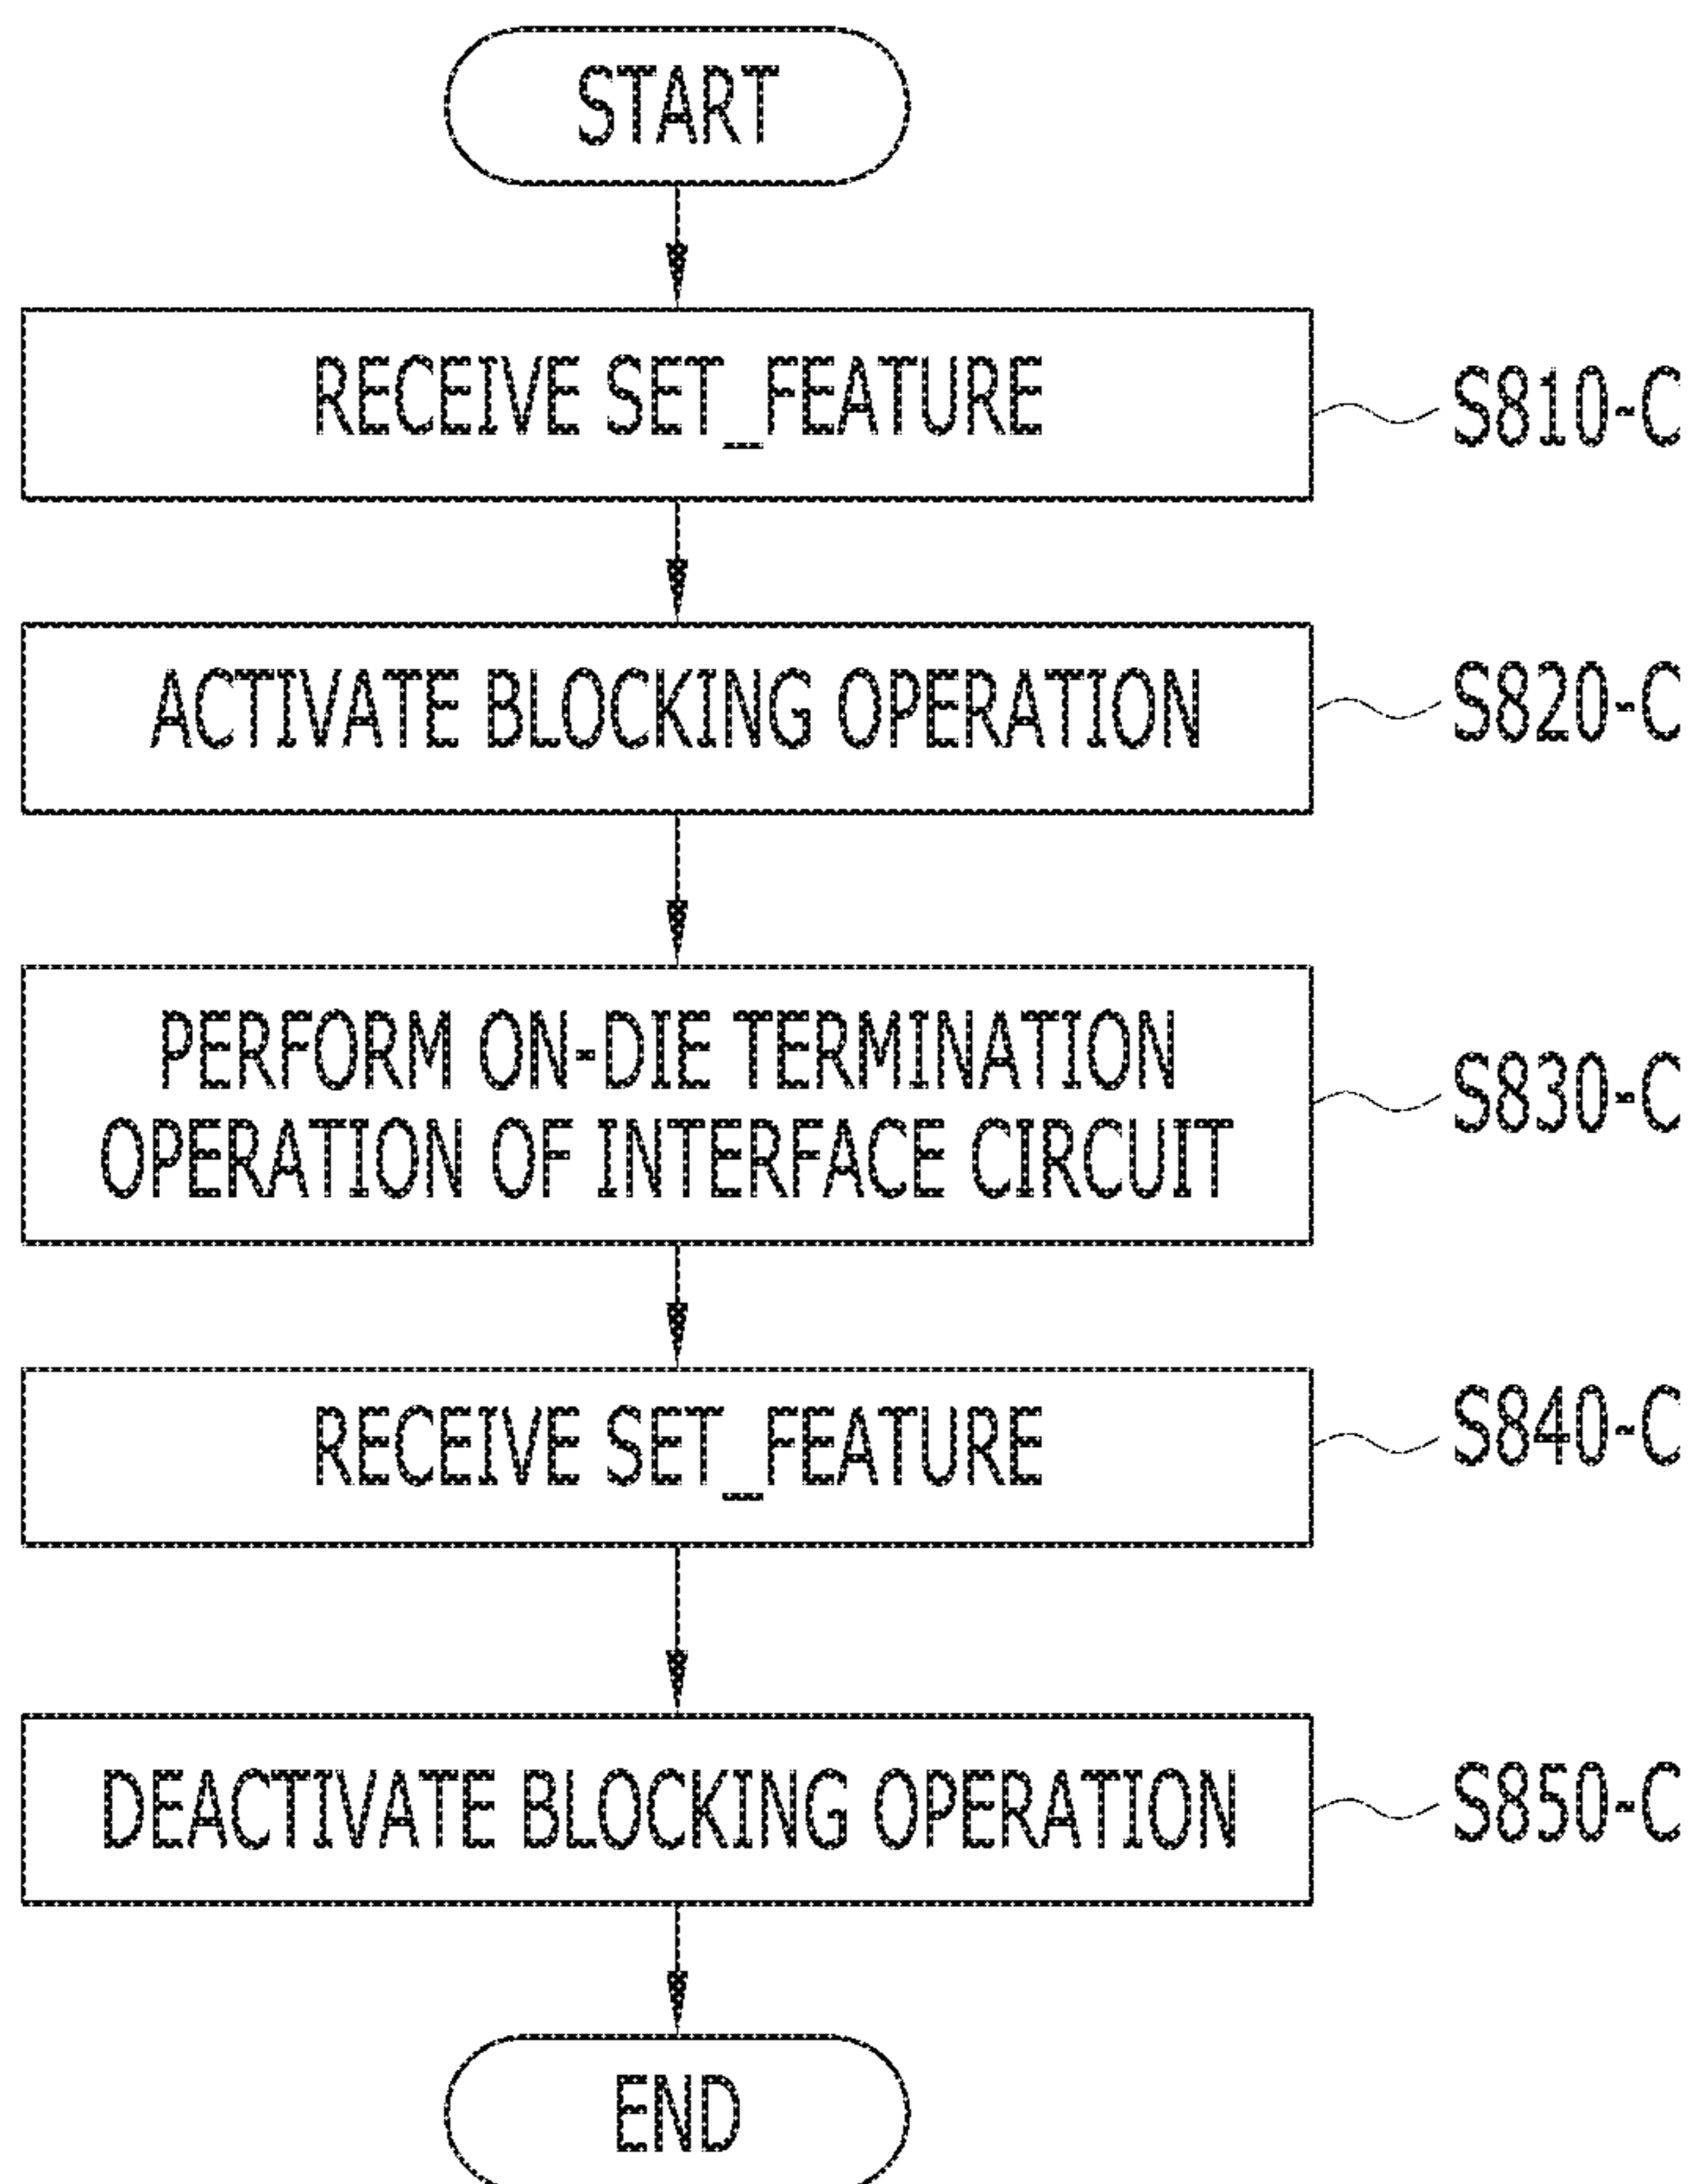 START
RECEIVE SET_FEATURE
S810-C
ACTIVATE BLOCKING OPERATION
S820-C
PERFORM ON-DIE TERMINATION
OPERATION OF INTERFACE CIRCUIT
S830-C
RECEIVE SET_FEATURE
S840-C
DEACTIVATE BLOCKING OPERATION
S850-C
END